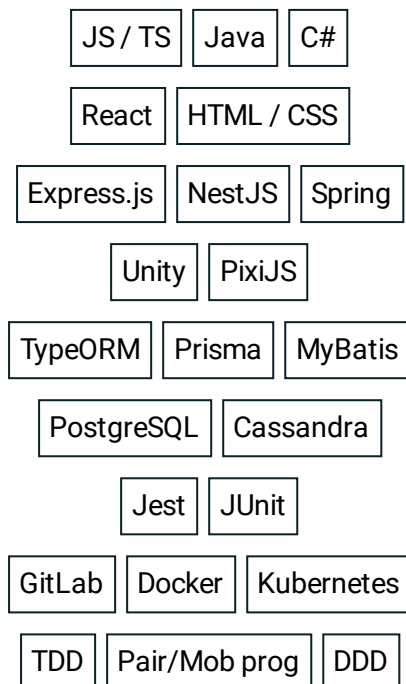 JS / TS Java C#
React HTML / CSS
Express.js NestJS Spring
Unity PixiJS
TypeORM Prisma MyBatis
PostgreSQL Cassandra
Jest JUnit
GitLab Docker Kubernetes
TDD Pair/Mob prog DDD